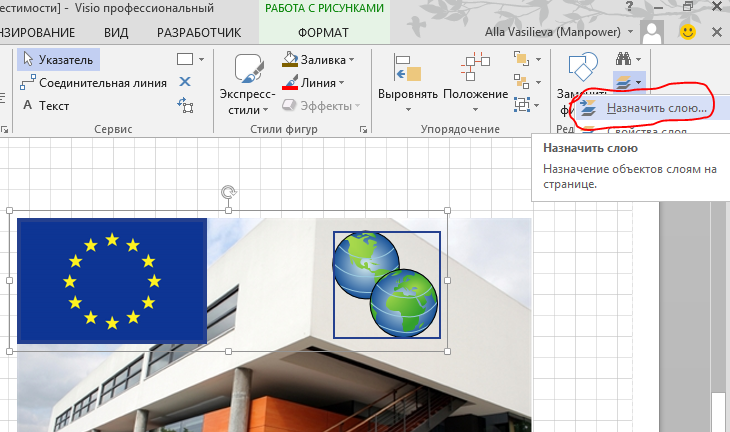 естимости] - Visio профессиональный
РАБОТА С РИСУНКАМИ
НЗИРОВАНИЕ ВИД РАЗРАБОТЧИК ФОРМАТ Alla Vasilieva (Manpower)
Указатель
Соединительная линия
A Текст
Сервис
Экспресс-
стили
Заливка
Линия
Эффекты
Стили фигур
Выровнять Положение
Упорядочение
Назначить слою...
Свойства слоя
Ред
Назначить слою
Назначение объектов слоям на
странице.